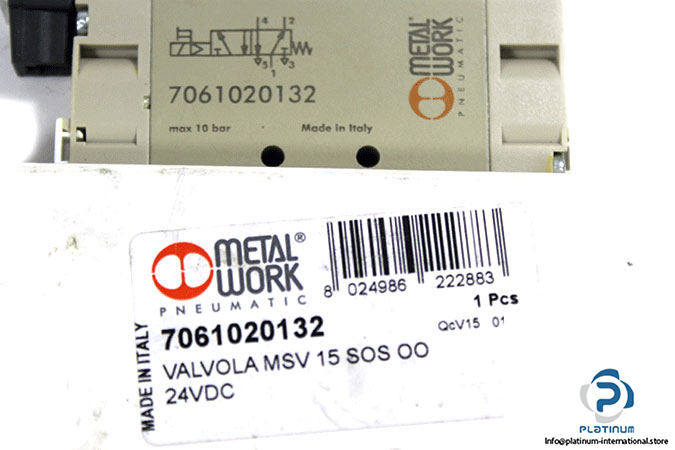 4 2
5 1 3
7061020132
max 10 bar Made in Italy
METAL
WORK
PNEUMATIC
METAL®
WORK
PNEUMATIC
8 024986 222883
1 Pcs
QcV15 01
MADE IN ITALY
7061020132
VALVOLA MSV 15 SOS OO
24VDC
PLATINUM
Info@platinum-international.store